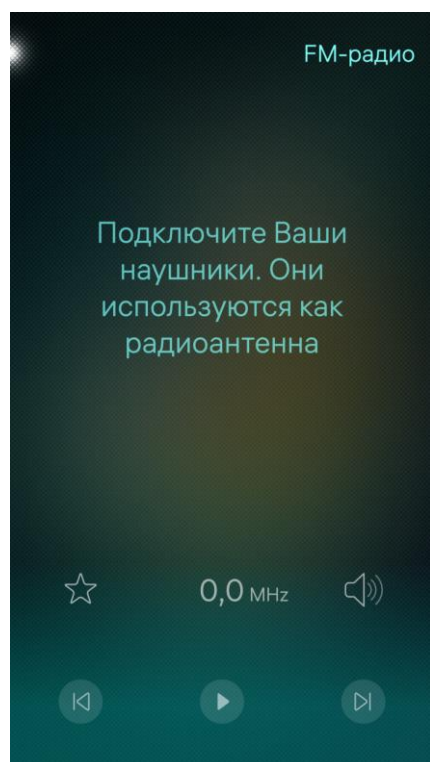 FM-радио
Подключите Ваши
наушники. Они
используются как
радиоантенна
0,0 MHz